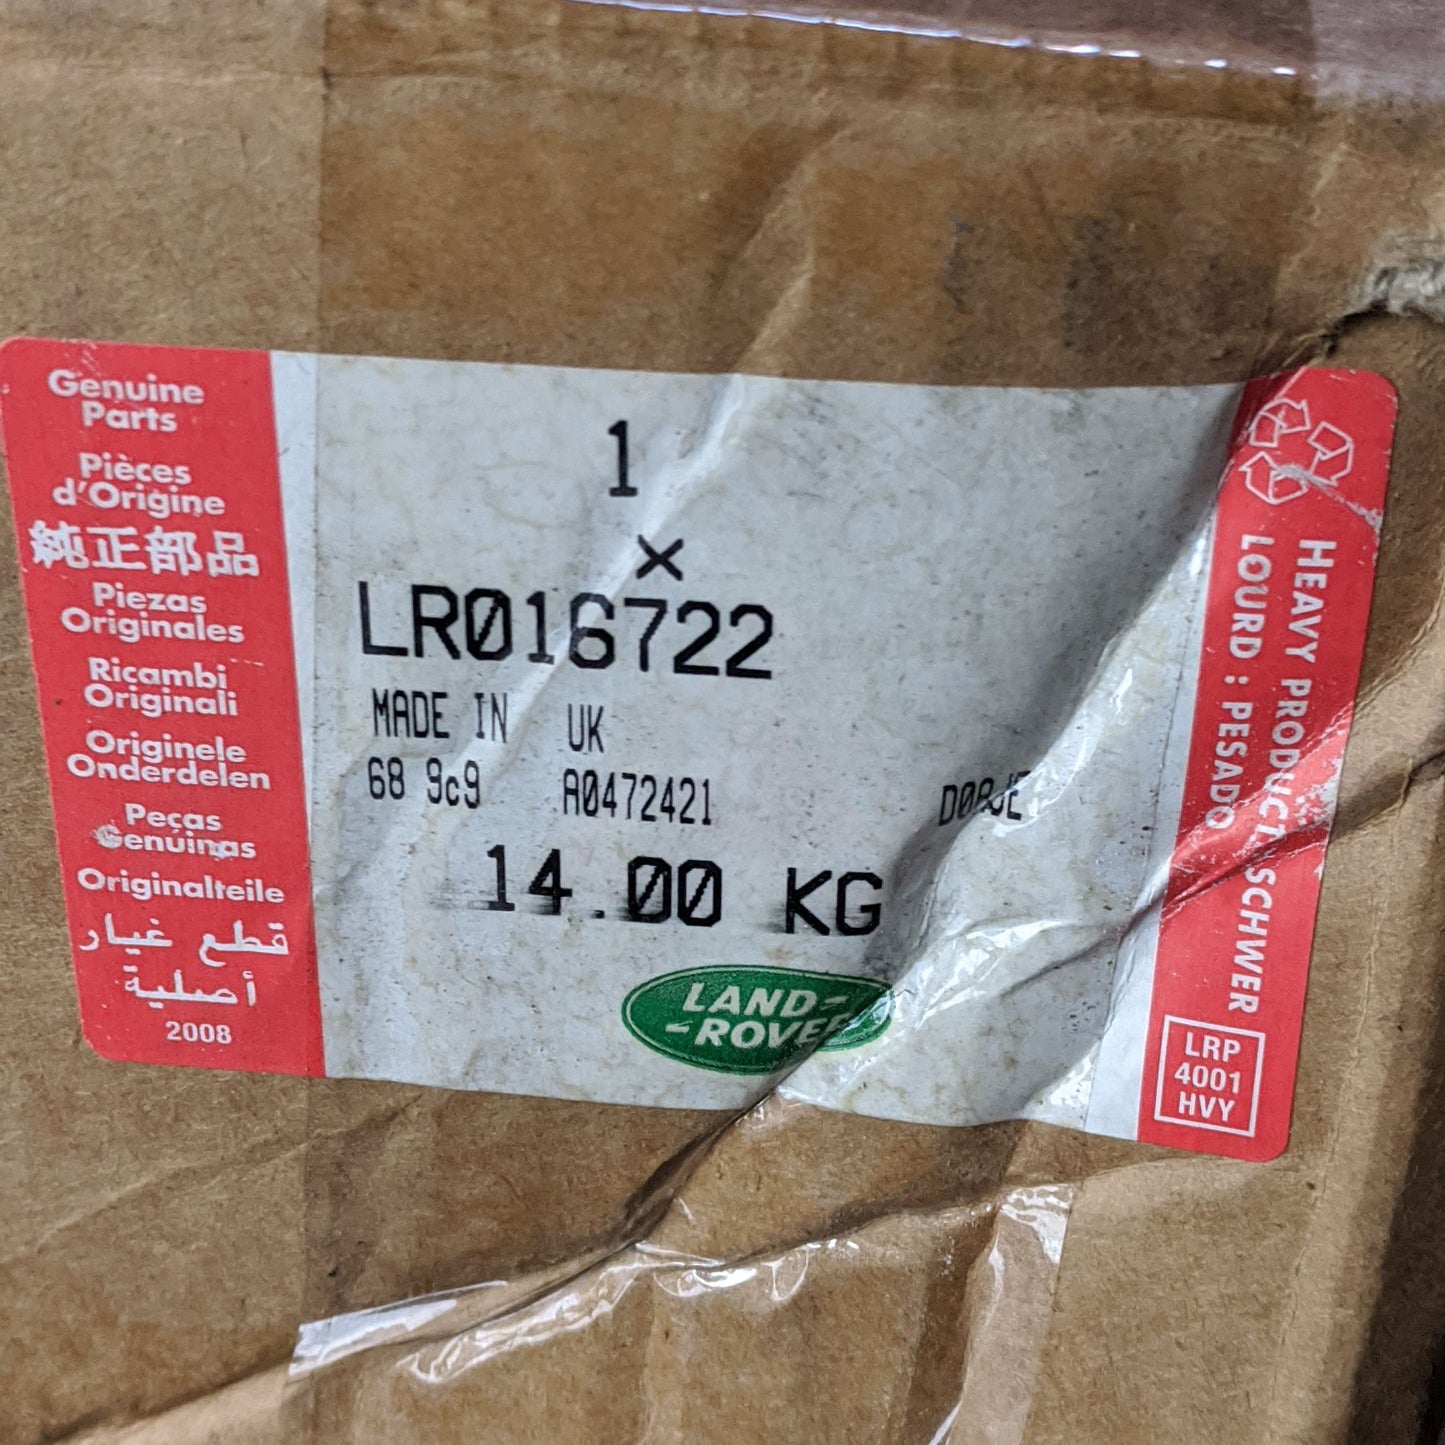 Genuine
Parts
Pièces
d'Origine
純正部品
Piezas
Originales
Ricambi
Originali
Originele
Onderdelen
Peças
Genuinas
Originalteile
قطع غيار
أصلية
2008
1
×
LR016722
MADE IN UK
68 9c9 A0472421
14.00 KG
LAND-
-ROVER
HEAVY PRODUCT : SCHWER
LOURD : PESADO
LRP
4001
HVY